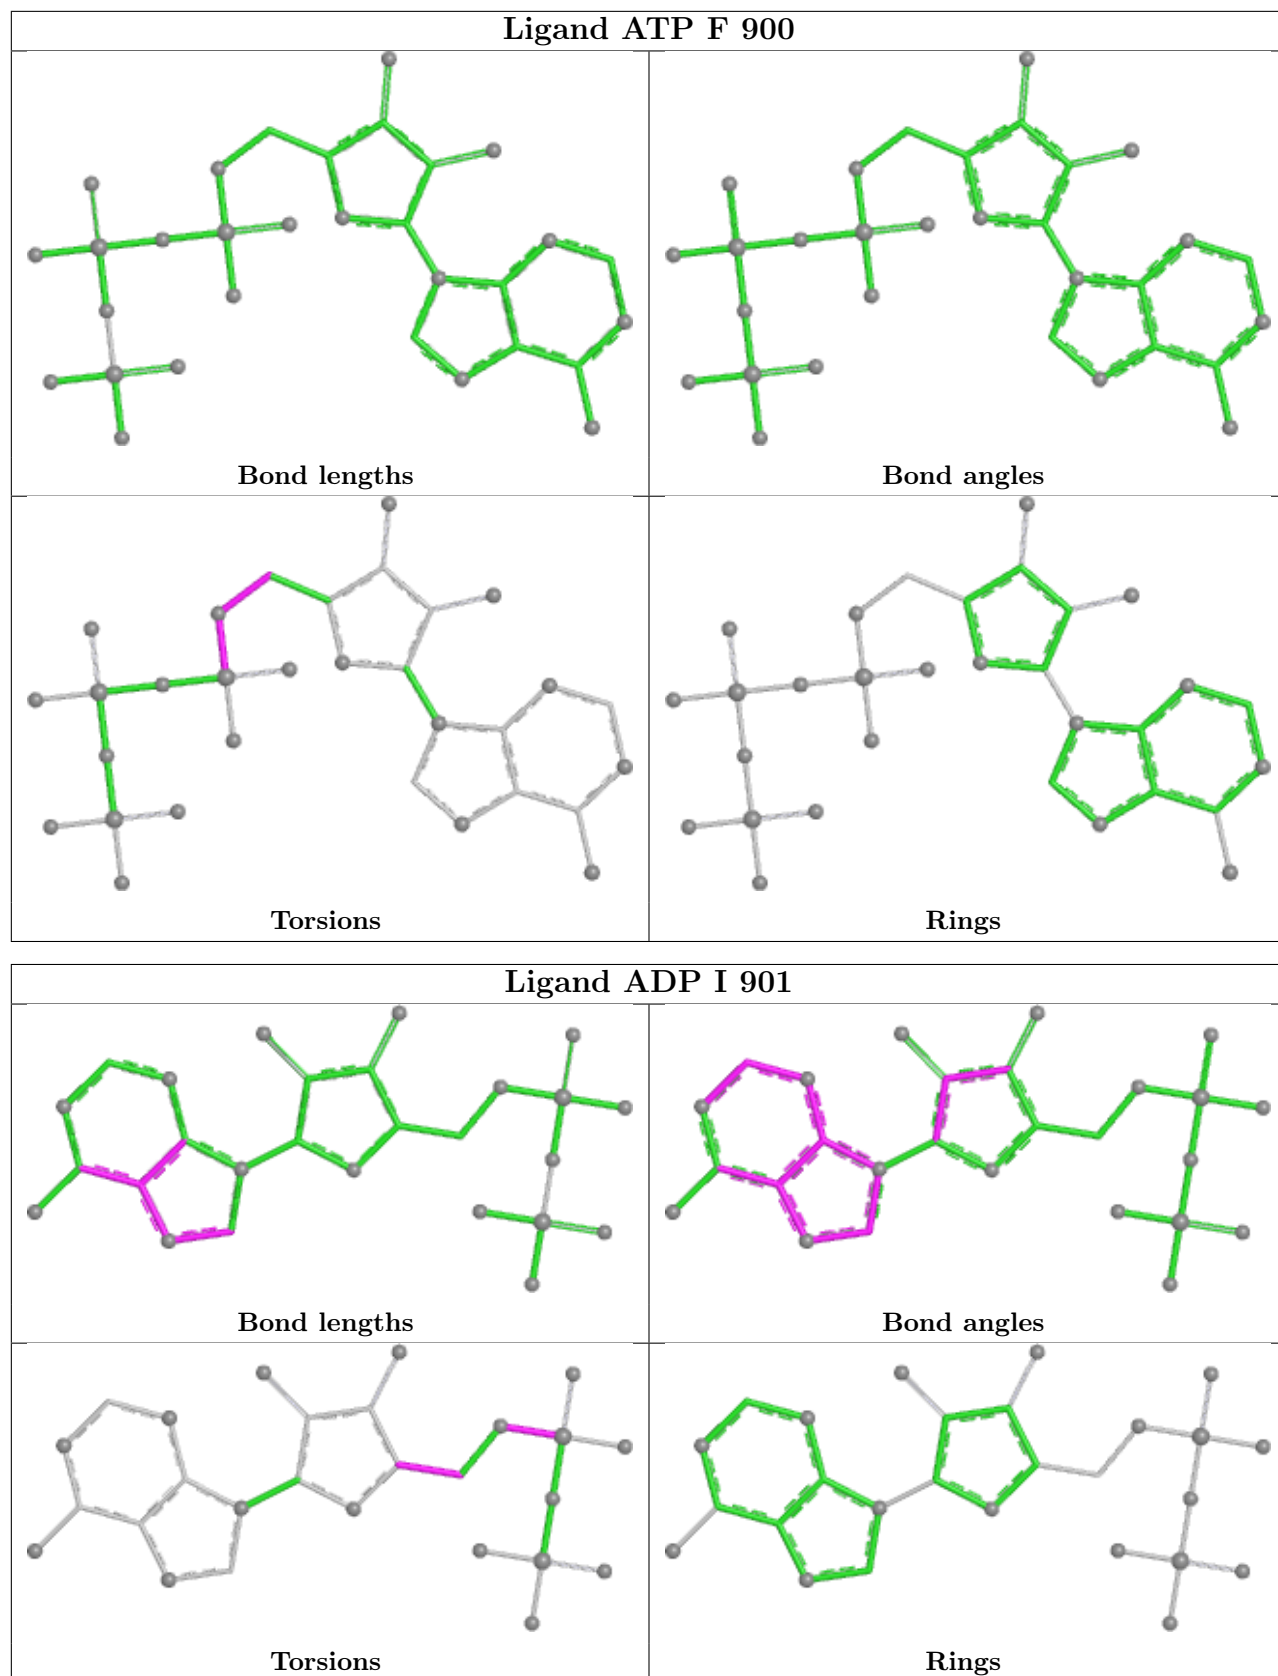 Ligand ATP F 900
Bond lengths
Bond angles
Torsions
Rings
Ligand ADP I 901
Bond lengths
Bond angles
Torsions
Rings